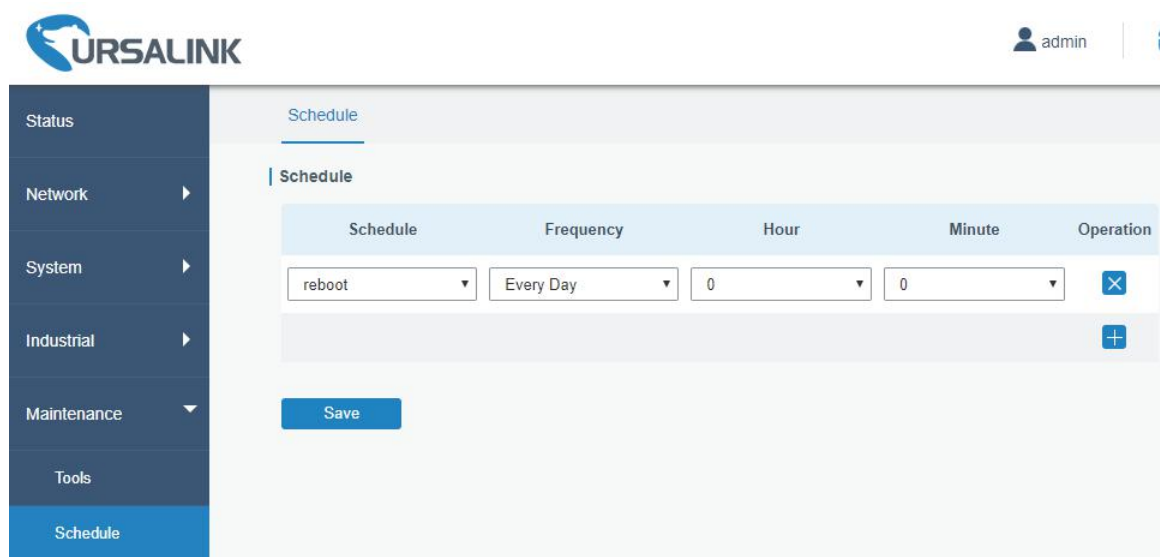 URSALINK
admin
Status
Schedule
Schedule
Network
Schedule Frequency Hour Minute Operation
System
reboot Every Day 0 0
Industrial
Save
Maintenance
Tools
Schedule